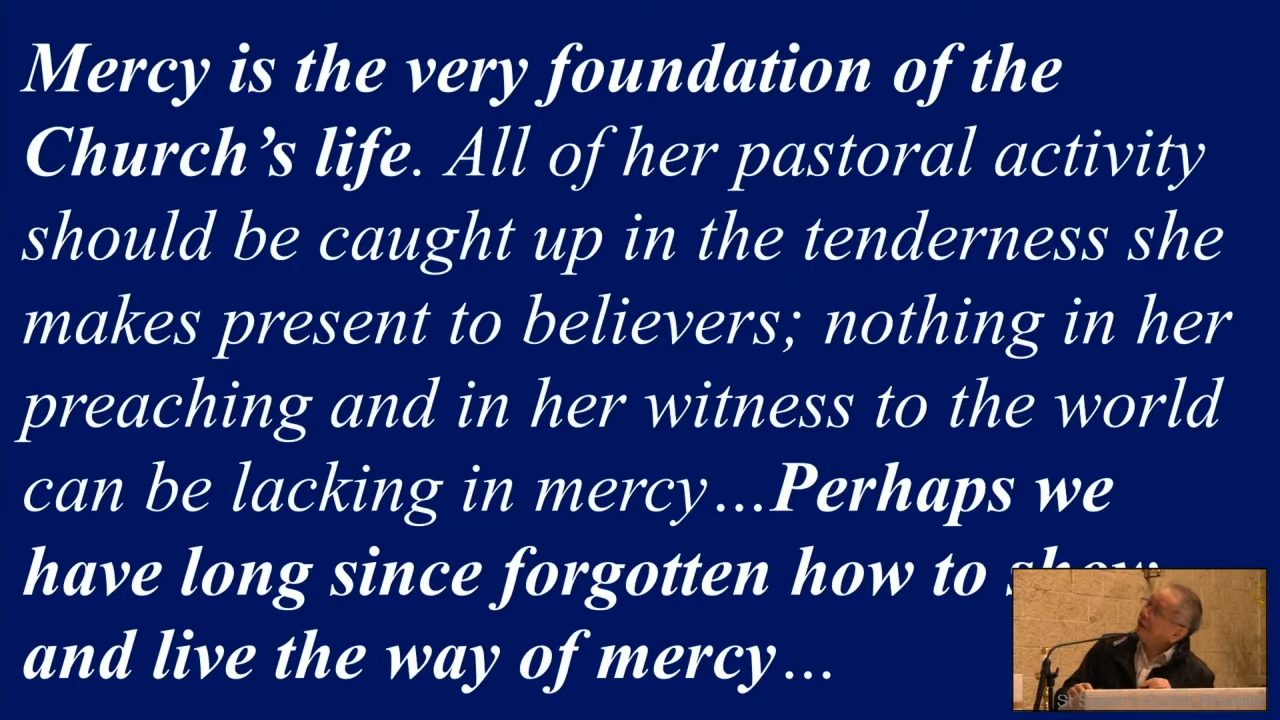 Mercy is the very foundation of the
Church’s life. All of her pastoral activity
should be caught up in the tenderness she
makes present to believers; nothing in her
preaching and in her witness to the world
can be lacking in mercy…Perhaps we
have long since forgotten how to show
and live the way of mercy…